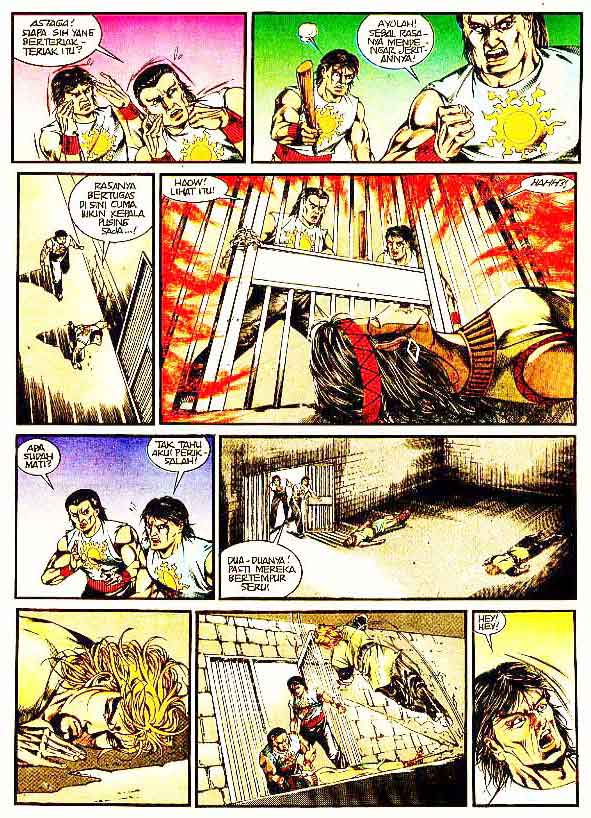 ASTAGA!
SIAPA SIH YANG
BERTERIAK-
TERIAK ITU?
AYOLAH!
SEBAL RASA-
NYA MENDE-
NGAR JERIT-
ANNYA!
RASANYA
BERTUGAS
DI SINI CUMA
BIKIN KEPALA
PUSING
SAJA...!
HAOW!
LIHAT ITU!
HAHH?!
APA
SUDAH
MATI?
TAK TAHU
AKU! PERIK-
SALAH!
DUA-DUANYA!
PASTI MEREKA
BERTEMPUR
SERU!
HEY!
HEY!